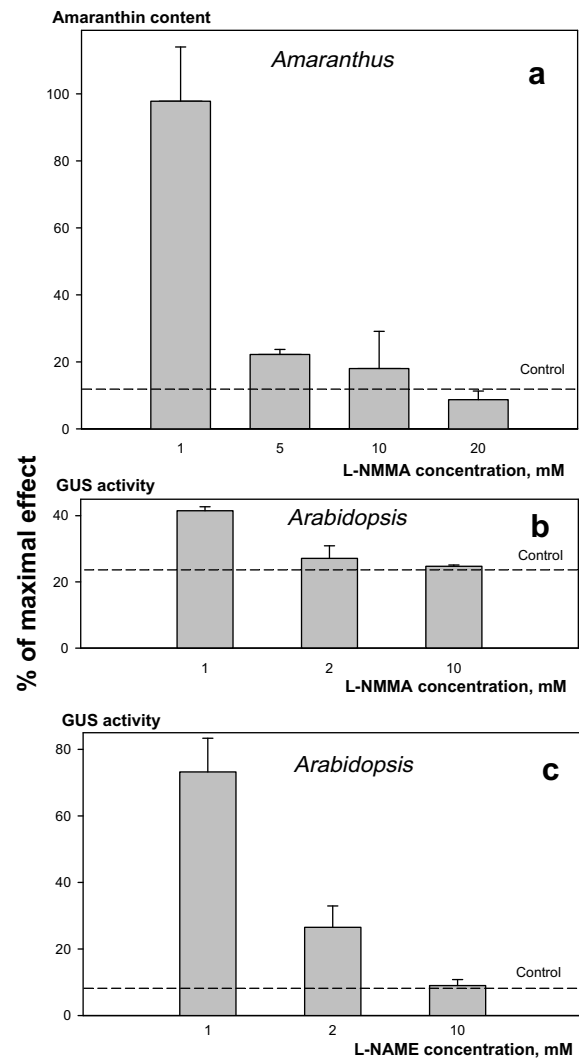 Amaranthin content
Amaranthus
a
100
80
60
40
20
0
Control
1 5 10 20
L-NMMA concentration, mM
% of maximal effect
GUS activity
Arabidopsis
b
40
20
0
Control
1 2 10
L-NMMA concentration, mM
GUS activity
Arabidopsis
c
80
60
40
20
0
Control
1 2 10
L-NAME concentration, mM